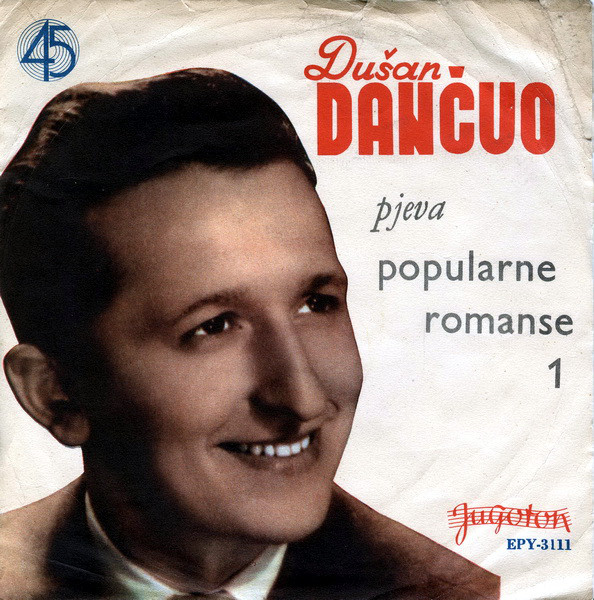 45
Dušan
DANČUO
pjeva
popularne
romanse
1
Jugoton
EPY-3111